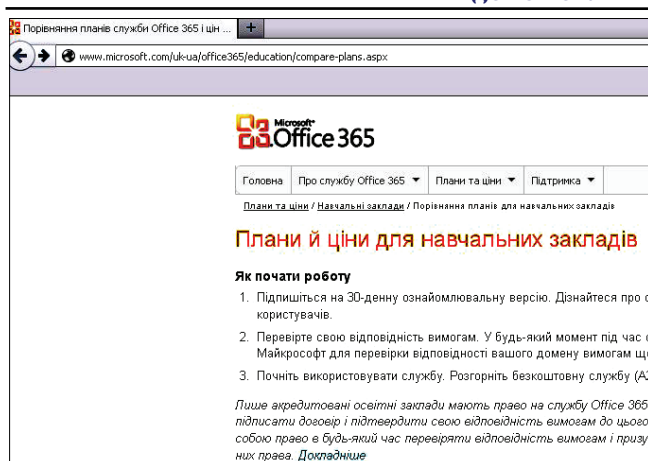 Порівняння планів служби Office 365 і цін ...
www.microsoft.com/uk-ua/office365/education/compare-plans.aspx
Microsoft
Office 365
Головна Про службу Office 365 Плани та ціни Підтримка
Плани та ціни / Навчальні заклади / Порівняння планів для навчальних закладів
Плани й ціни для навчальних закладів
Як почати роботу
1. Підпишіться на 30-денну ознайомлювальну версію. Дізнайтеся про
користувачів.
2. Перевірте свою відповідність вимогам. У будь-який момент під час
Майкрософт для перевірки відповідності вашого домену вимогам що
3. Почніть використовувати службу. Розгорніть безкоштовну службу (A2
Лише акредитовані освітні заклади мають право на службу Office 365
підписати договір і підтвердити свою відповідність вимогам до цього
собою право в будь-який час перевіряти відповідність вимогам і призу
них права. Докладніше